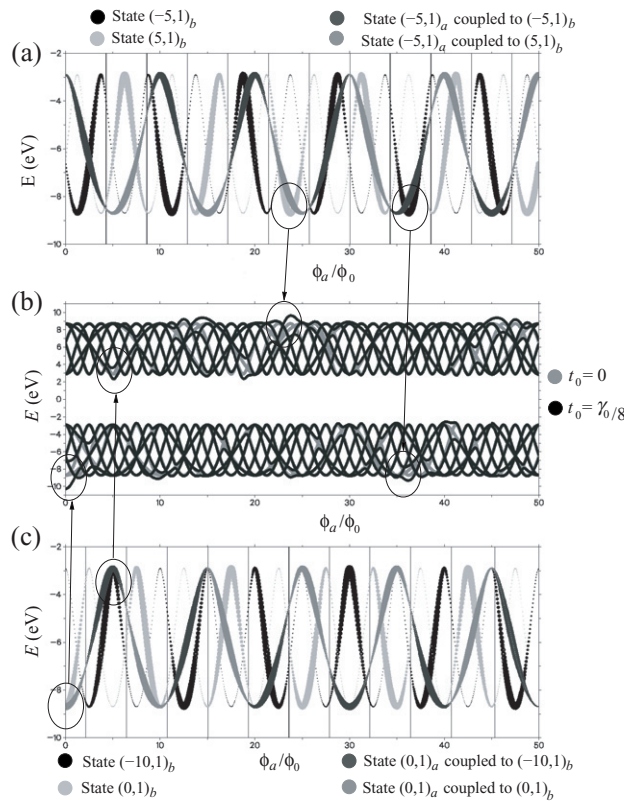 State (−5,1)b
State (5,1)b
State (−5,1)a coupled to (−5,1)b
State (−5,1)a coupled to (5,1)b
(a)
−2
−4
−6
−8
−10
E (eV)
0 10 20 30 40 50
ϕa/ϕ0
(b)
10
8
6
4
2
0
−2
−4
−6
−8
−10
E (eV)
0 10 20 30 40 50
ϕa/ϕ0
t0 = 0
t0 = γ0/8
(c)
−2
−4
−6
−8
−10
E (eV)
0 10 20 30 40 50
ϕa/ϕ0
State (−10,1)b
State (0,1)b
State (0,1)a coupled to (−10,1)b
State (0,1)a coupled to (0,1)b